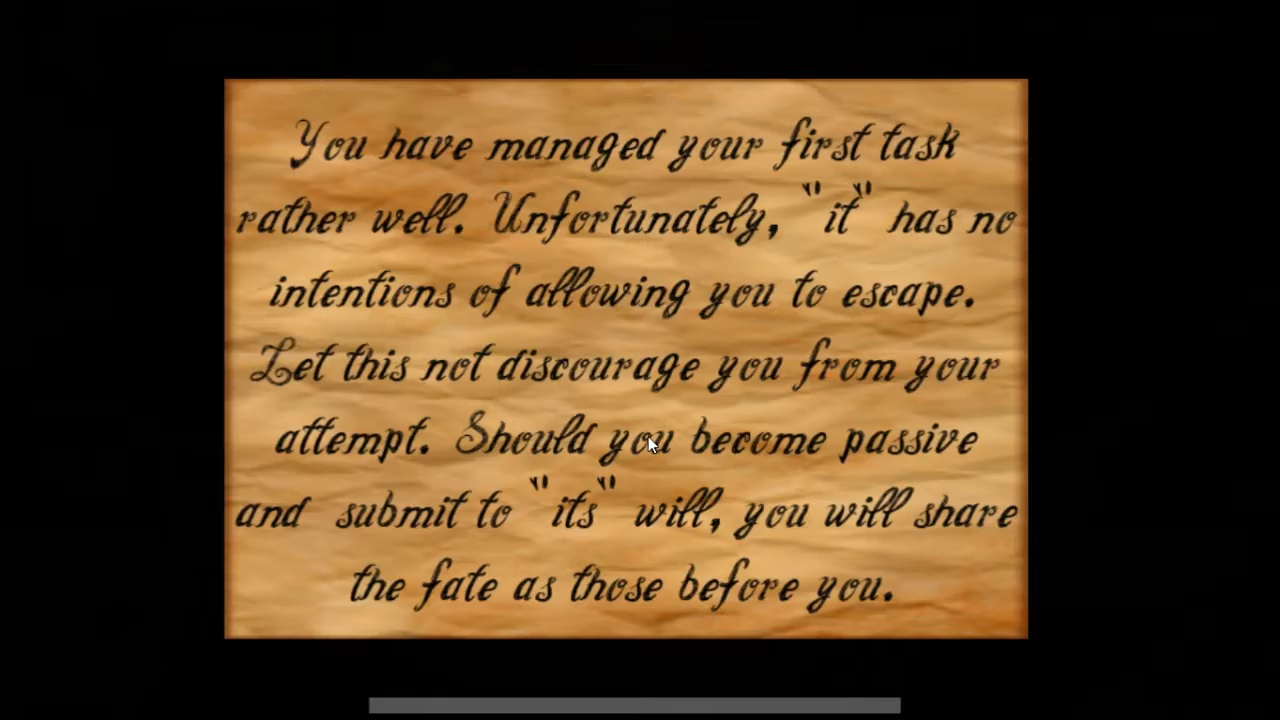 You have managed your first task
rather well. Unfortunately, "it" has no
intentions of allowing you to escape.
Let this not discourage you from your
attempt. Should you become passive
and submit to "its" will, you will share
the fate as those before you.